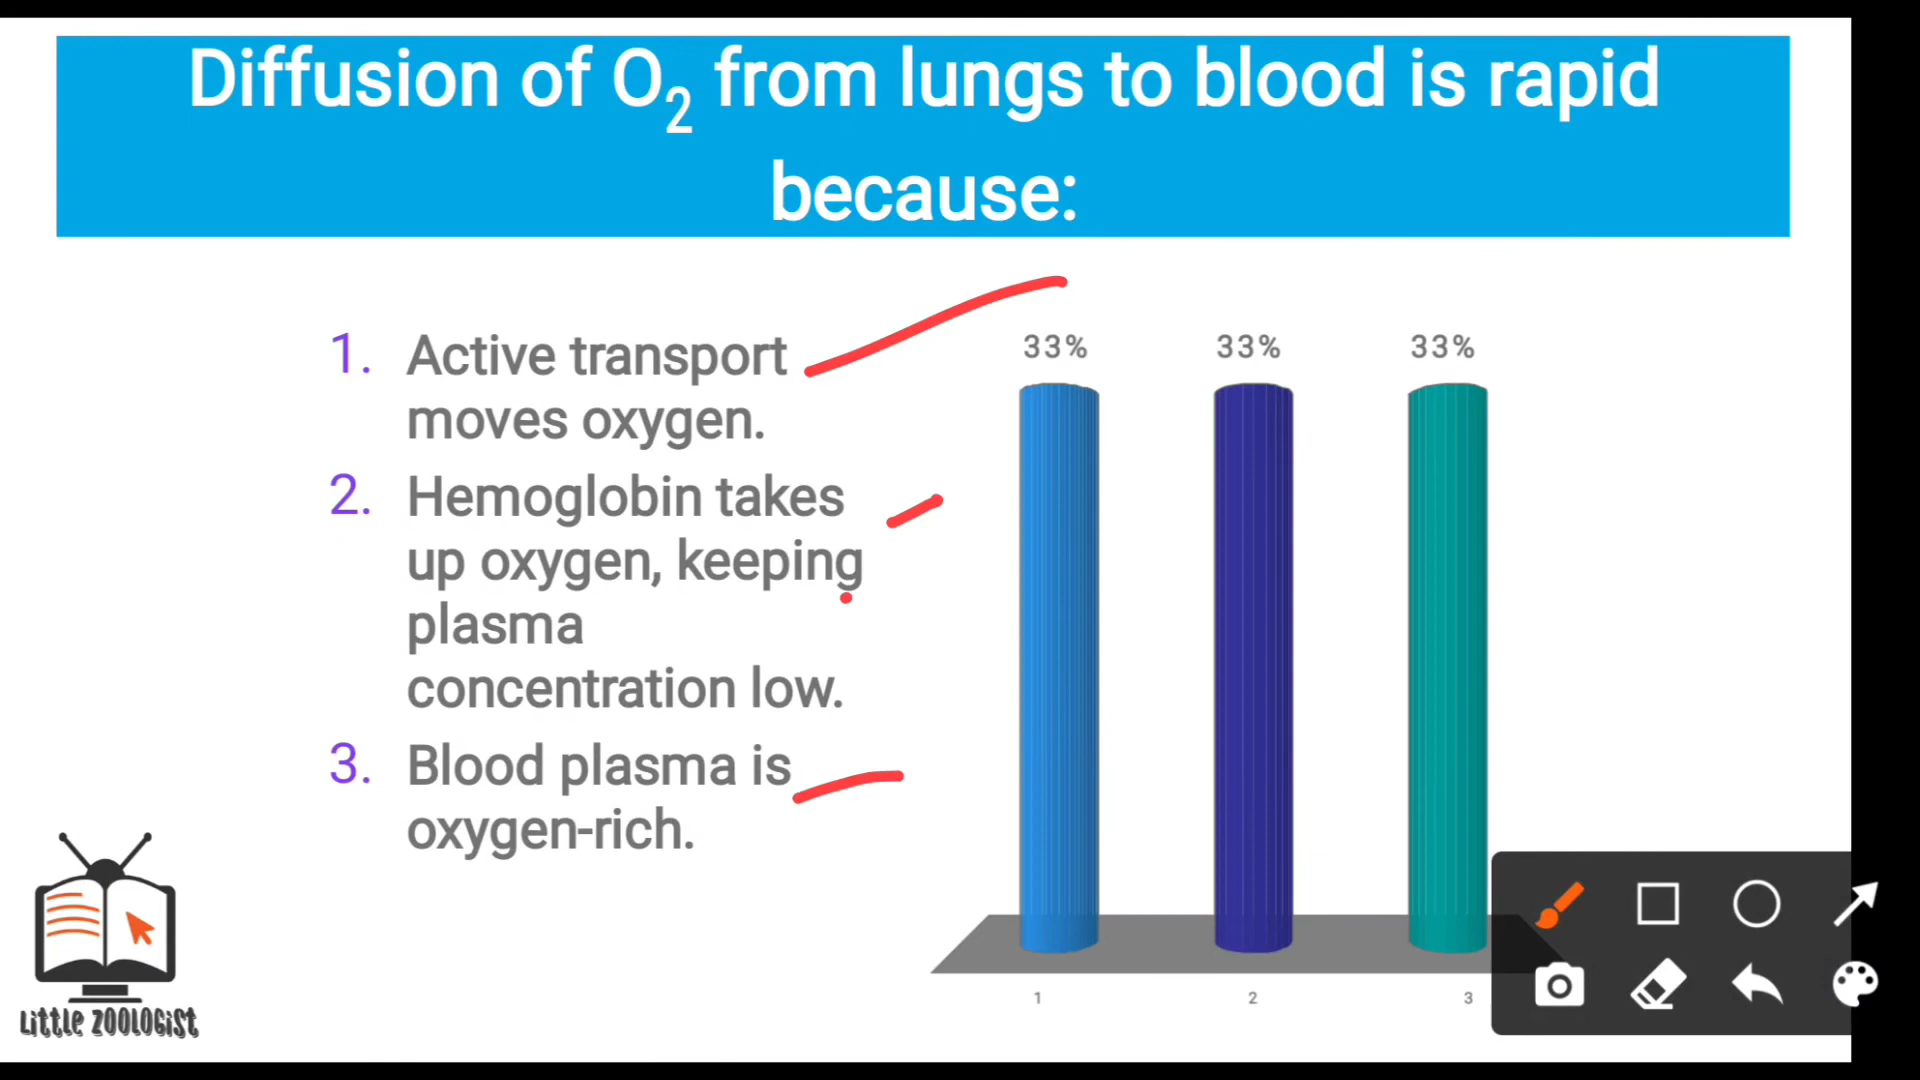 Diffusion of O₂ from lungs to blood is rapid
because:
1. Active transport
moves oxygen.
2. Hemoglobin takes
up oxygen, keeping
plasma
concentration low.
3. Blood plasma is
oxygen-rich.
33% 33% 33%
1 2 3
LittLE ZOOLOGiSt